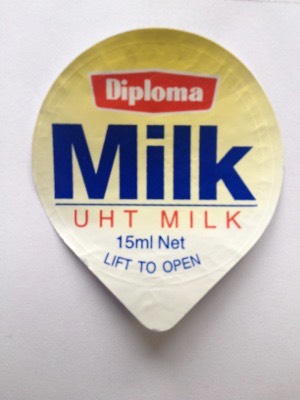 Diploma
Milk
UHT MILK
15ml Net
LIFT TO OPEN